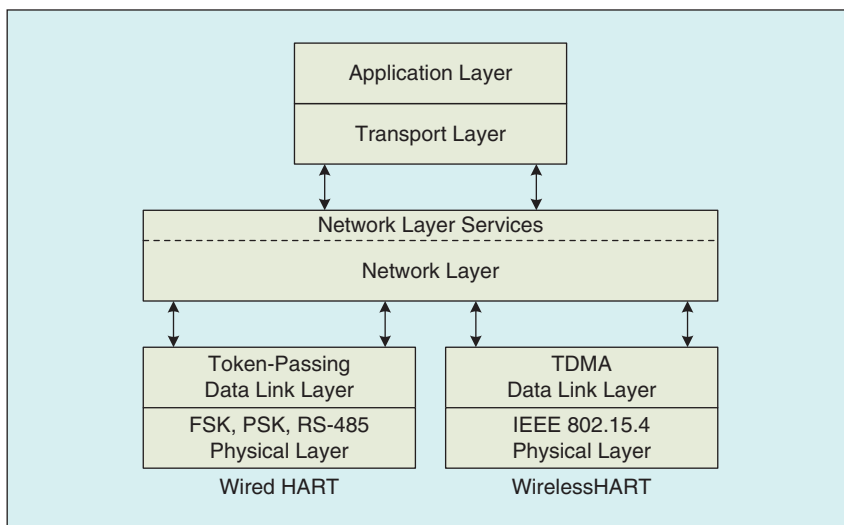 Application Layer
Transport Layer
Network Layer Services
Network Layer
Token-Passing
Data Link Layer
FSK, PSK, RS-485
Physical Layer
Wired HART
TDMA
Data Link Layer
IEEE 802.15.4
Physical Layer
WirelessHART